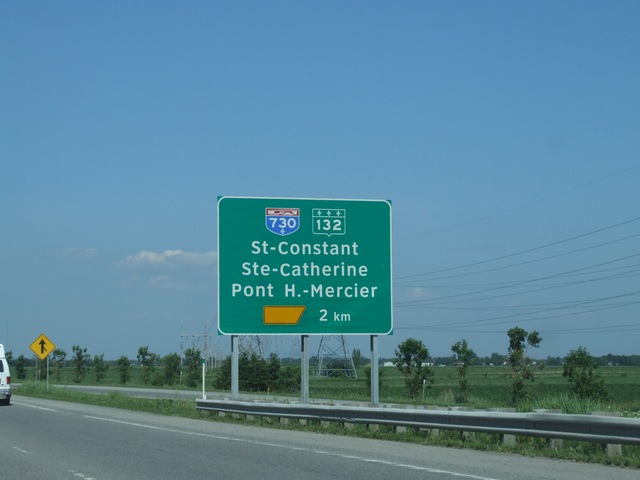 730 132
St-Constant
Ste-Catherine
Pont H.-Mercier
2 km